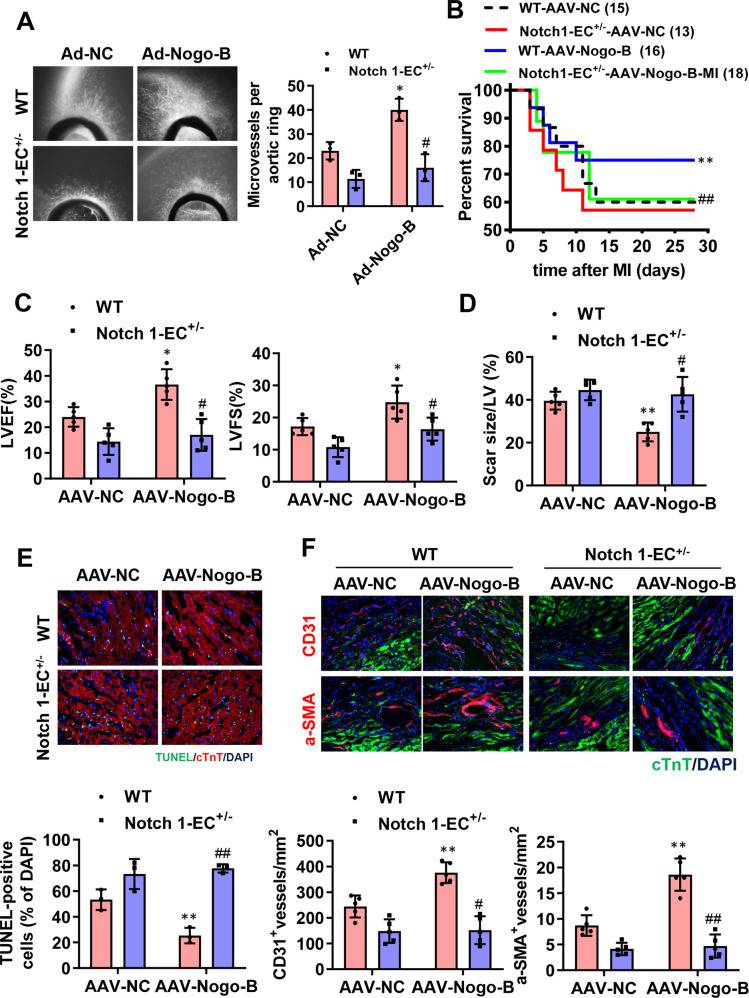 A
Ad-NC Ad-Nogo-B
WT
Notch 1-EC+/-
WT
Notch 1-EC+/-
Microvessels per
aortic ring
50
40
30
20
10
0
*
#
Ad-NC
Ad-Nogo-B
B
WT-AAV-NC (15)
Notch1-EC+/--AAV-NC (13)
WT-AAV-Nogo-B (16)
Notch1-EC+/--AAV-Nogo-B-MI (18)
Percent survival
100
90
80
70
60
50
**
##
0 5 10 15 20 25 30
time after MI (days)
C
WT
Notch 1-EC+/-
LVEF(%)
50
40
30
20
10
0
*
#
AAV-NC AAV-Nogo-B
LVFS(%)
40
30
20
10
0
*
#
AAV-NC AAV-Nogo-B
D
WT
Notch 1-EC+/-
Scar size/LV (%)
60
40
20
0
**
#
AAV-NC AAV-Nogo-B
E
AAV-NC AAV-Nogo-B
WT
Notch 1-EC+/-
TUNEL/cTnT/DAPI
F
WT Notch 1-EC+/-
AAV-NC AAV-Nogo-B AAV-NC AAV-Nogo-B
CD31
a-SMA
cTnT/DAPI
WT
Notch 1-EC+/-
TUNEL-positive
cells (% of DAPI)
100
80
60
40
20
0
**
##
AAV-NC AAV-Nogo-B
WT
Notch 1-EC+/-
CD31+vessels/mm2
500
400
300
200
100
0
**
#
AAV-NC AAV-Nogo-B
a-SMA+vessels/mm2
25
20
15
10
5
0
**
##
AAV-NC AAV-Nogo-B